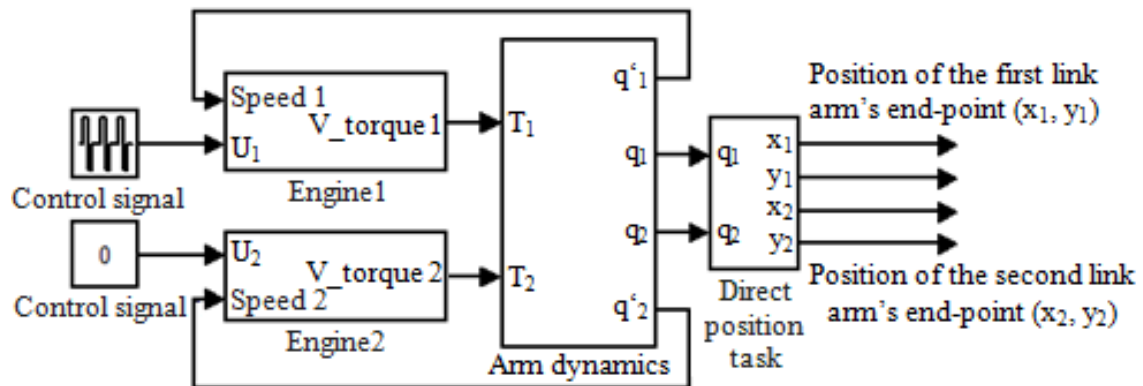 Speed 1
U₁
V_torque 1
Engine1
Control signal
0
Control signal
U₂
Speed 2
V_torque 2
Engine2
T₁
T₂
q‘₁
q₁
q₂
q‘₂
Arm dynamics
q₁
q₂
x₁
y₁
x₂
y₂
Direct
position
task
Position of the first link
arm’s end-point (x₁, y₁)
Position of the second link
arm’s end-point (x₂, y₂)